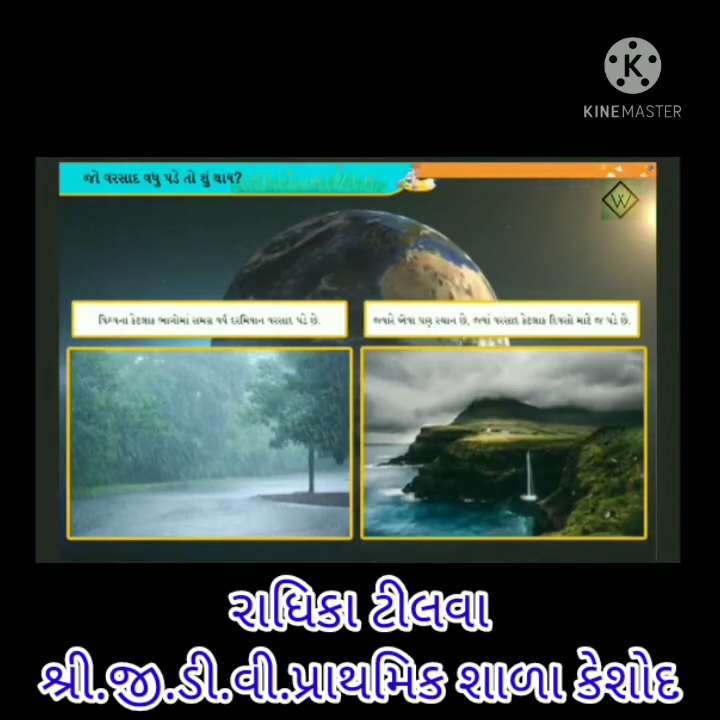 KINEMASTER
જો વરસાદ વધુ પડે તો શું થાય?
વિશ્વના કેટલાક ભાગોમાં સમગ્ર વર્ષ દરમિયાન વરસાદ પડે છે.
જ્યારે એવા પણ સ્થાન છે, જ્યાં વરસાદ કેટલાક દિવસો માટે જ પડે છે.
રાધિકા ટીલવા
શ્રી.જી.ડી.વી.પ્રાથમિક શાળા કેશોદ